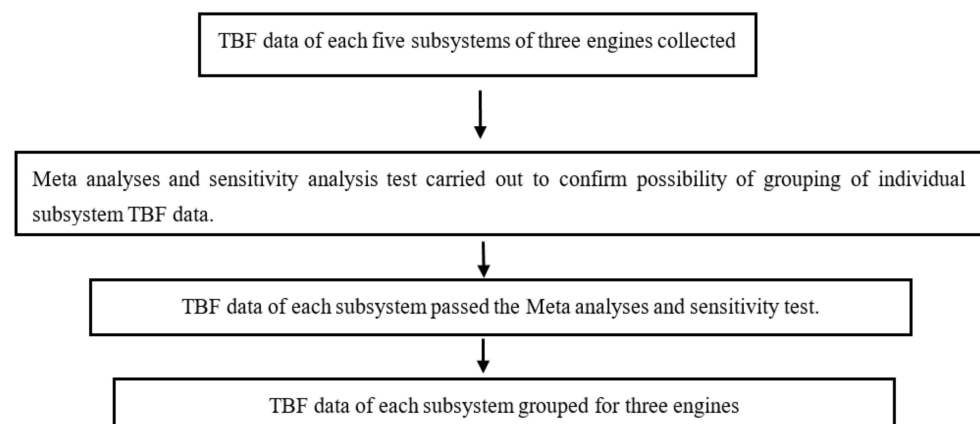 TBF data of each five subsystems of three engines collected
Meta analyses and sensitivity analysis test carried out to confirm possibility of grouping of individual
subsystem TBF data.
TBF data of each subsystem passed the Meta analyses and sensitivity test.
TBF data of each subsystem grouped for three engines